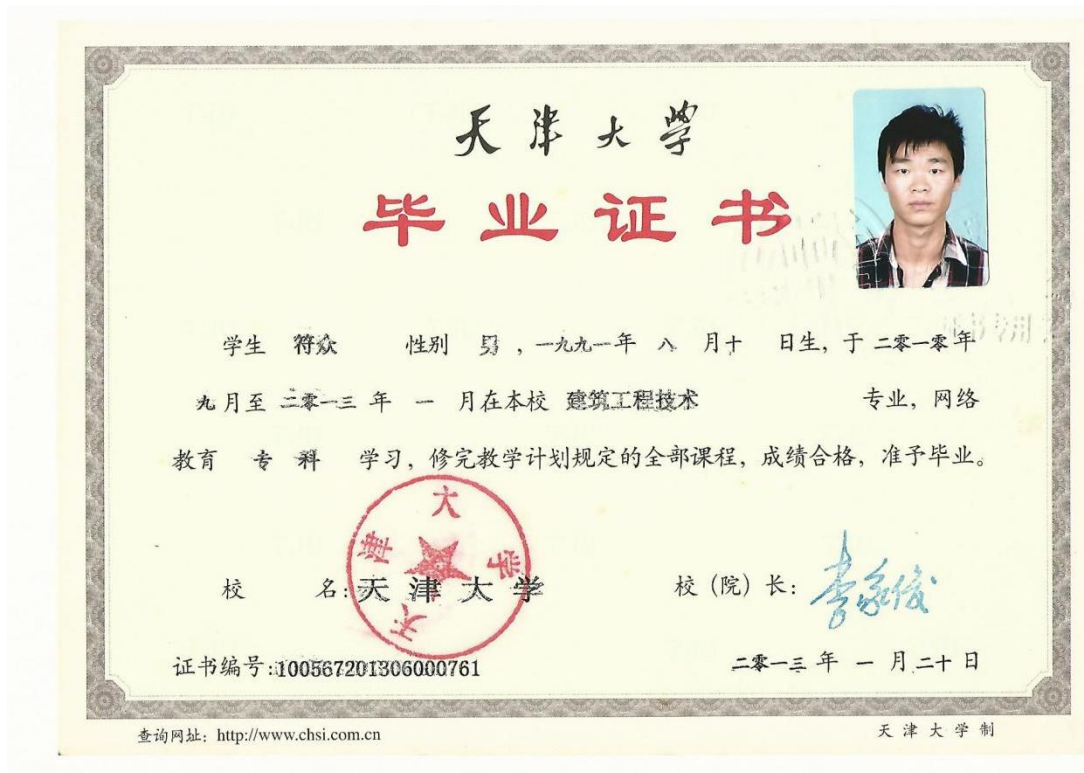 天津大学
毕业证书
学生 符众 性别 男，一九九一年 八 月十 日生，于 二零一零年
九月至 二零一三 年 一 月在本校 建筑工程技术 专业，网络
教育 专 科 学习，修完教学计划规定的全部课程，成绩合格，准予毕业。
天津大学
校 名：天津大学 校（院）长：李家俊
证书编号：100567201306000761 二零一三 年 一 月二十 日
查询网址：http://www.chsi.com.cn 天津大学制